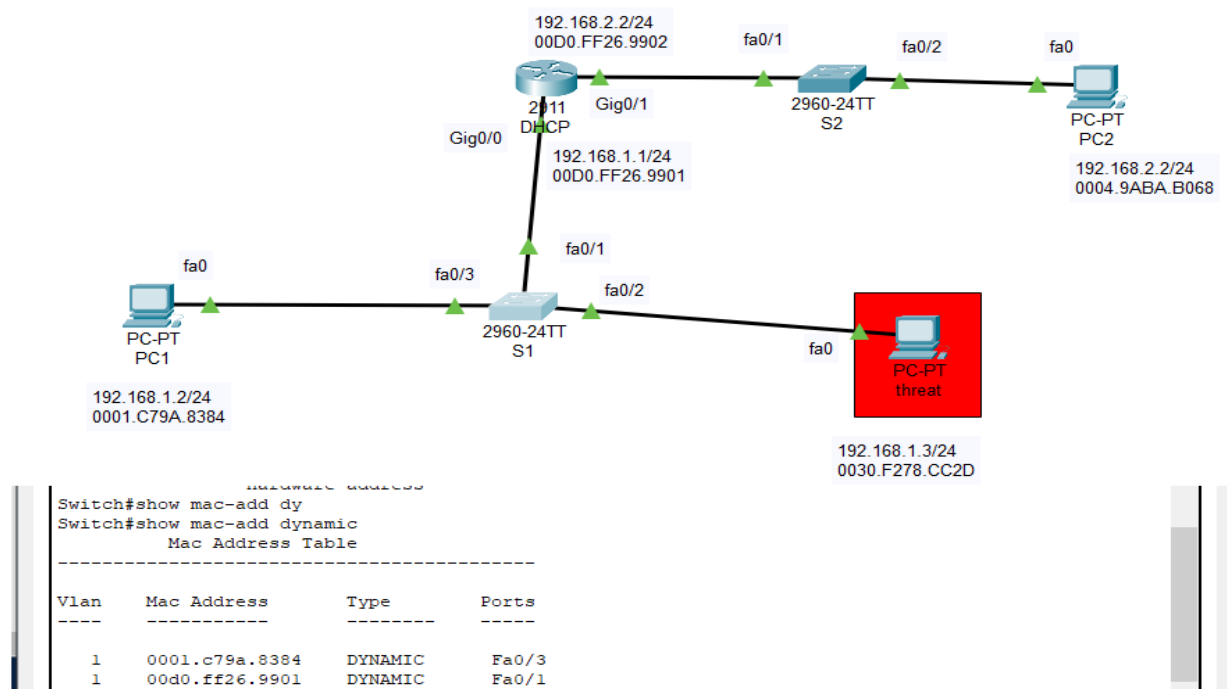 192.168.2.2/24
00D0.FF26.9902
fa0/1
fa0/2
fa0
2911
DHCP
Gig0/1
2960-24TT
S2
PC-PT
PC2
Gig0/0
192.168.1.1/24
00D0.FF26.9901
192.168.2.2/24
0004.9ABA.B068
fa0/1
fa0
fa0/3
fa0/2
PC-PT
PC1
2960-24TT
S1
fa0
PC-PT
threat
192.168.1.2/24
0001.C79A.8384
192.168.1.3/24
0030.F278.CC2D
Hardware address
Switch#show mac-add dy
Switch#show mac-add dynamic
Mac Address Table
-------------------------------------------
Vlan Mac Address Type Ports
---- ----------- -------- -----
1 0001.c79a.8384 DYNAMIC Fa0/3
1 00d0.ff26.9901 DYNAMIC Fa0/1